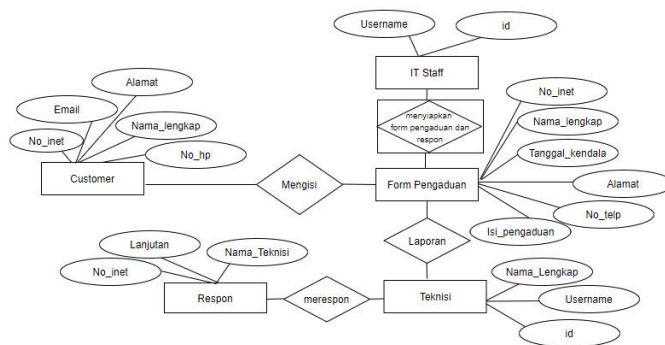 Username
id
IT Staff
menyiapkan
form pengaduan dan
respon
Alamat
Email
Nama_lengkap
No_inet
No_hp
Customer
Mengisi
Form Pengaduan
No_inet
Nama_lengkap
Tanggal_kendala
Alamat
No_telp
Isi_pengaduan
Laporan
Lanjutan
Nama_Teknisi
No_inet
Respon
merespon
Teknisi
Nama_Lengkap
Username
id